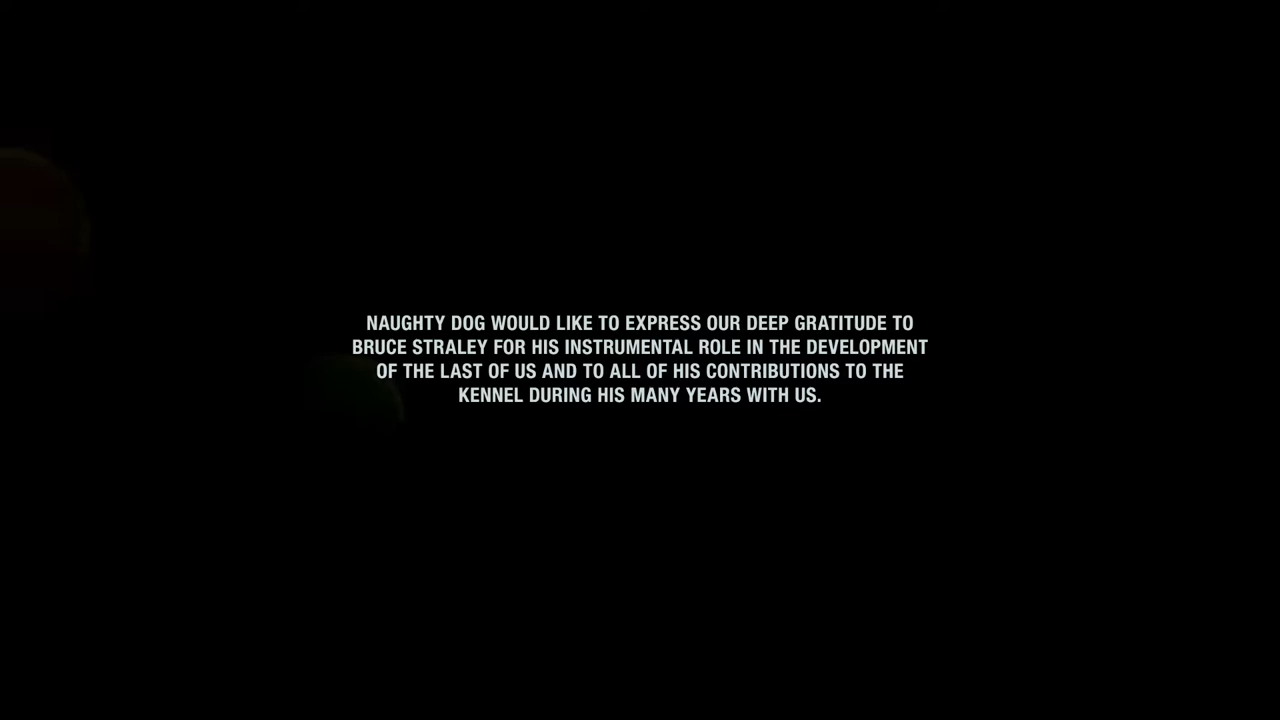 NAUGHTY DOG WOULD LIKE TO EXPRESS OUR DEEP GRATITUDE TO
BRUCE STRALEY FOR HIS INSTRUMENTAL ROLE IN THE DEVELOPMENT
OF THE LAST OF US AND TO ALL OF HIS CONTRIBUTIONS TO THE
KENNEL DURING HIS MANY YEARS WITH US.